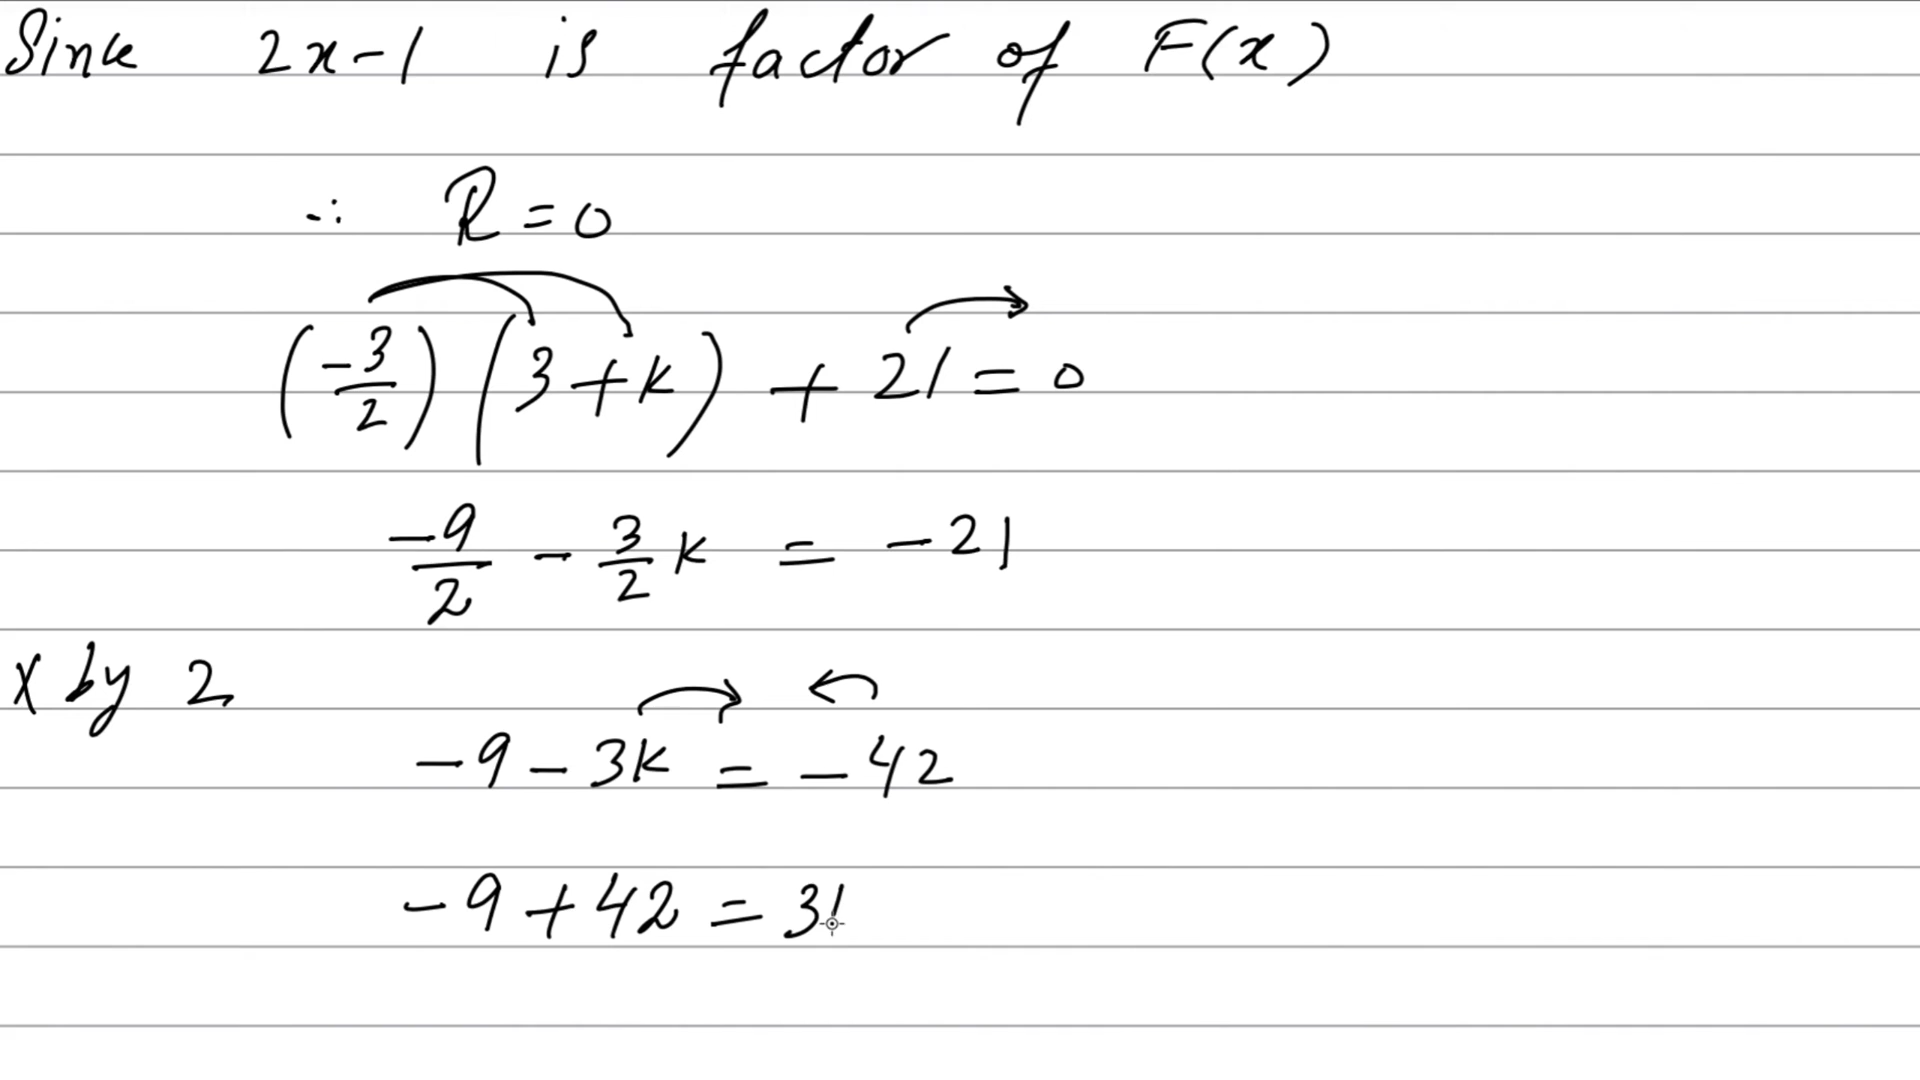 Since 2x-1 is factor of F(x)
∴ R = 0
(-3/2)(3+k) + 21 = 0
-9/2 - 3/2 k = -21
X by 2
-9 - 3k = -42
-9 + 42 = 3